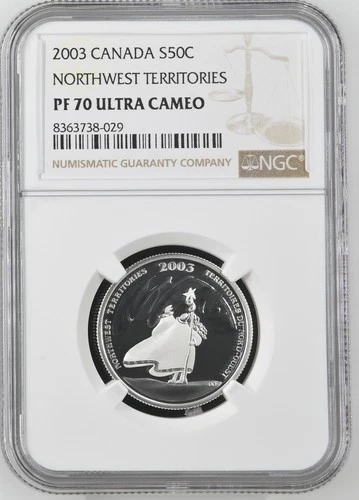 2003 CANADA S50C
NORTHWEST TERRITORIES
PF 70 ULTRA CAMEO
8363738-029
NUMISMATIC GUARANTY COMPANY
NGC
2003
NORTHWEST TERRITORIES
TERRITOIRES DU NORD-OUEST